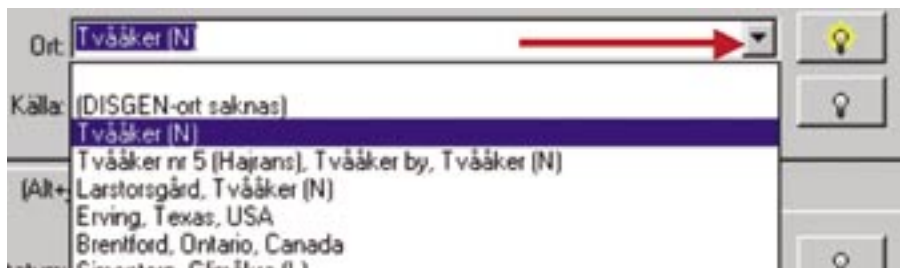 Ort: Tvååker (N)
Källa: (DISGEN-ort saknas)
Tvååker (N)
Tvååker nr 5 (Hajrans), Tvååker by, Tvååker (N)
(Alt+ Larstorsgård, Tvååker (N)
Erving, Texas, USA
Brentford, Ontario, Canada